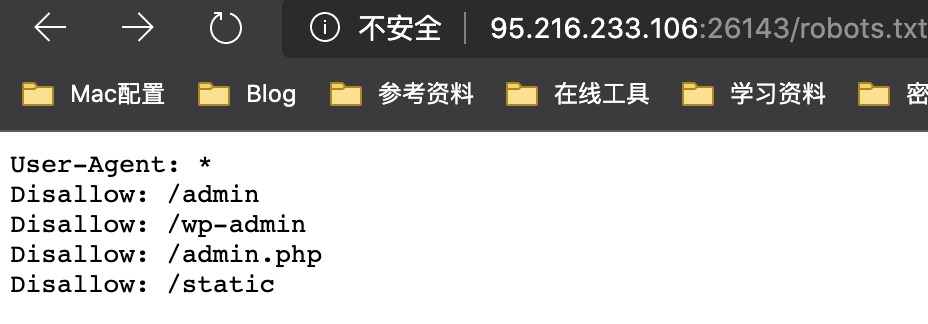 不安全 95.216.233.106:26143/robots.txt
Mac配置 Blog 参考资料 在线工具 学习资料 密
User-Agent: *
Disallow: /admin
Disallow: /wp-admin
Disallow: /admin.php
Disallow: /static